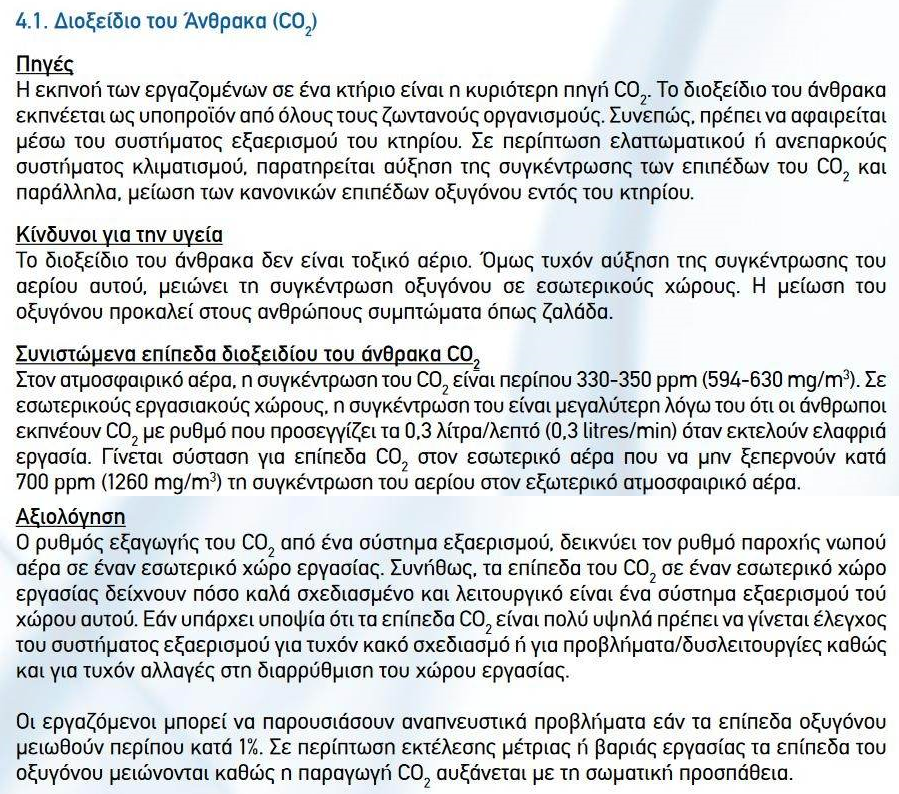 4.1. Διοξείδιο του Άνθρακα (CO₂)
Πηγές
Η εκπνοή των εργαζομένων σε ένα κτήριο είναι η κυριότερη πηγή CO₂. Το διοξείδιο του άνθρακα
εκπνέεται ως υποπροϊόν από όλους τους ζωντανούς οργανισμούς. Συνεπώς, πρέπει να αφαιρείται
μέσω του συστήματος εξαερισμού του κτηρίου. Σε περίπτωση ελαττωματικού ή ανεπαρκούς
συστήματος κλιματισμού, παρατηρείται αύξηση της συγκέντρωσης των επιπέδων του CO₂ και
παράλληλα, μείωση των κανονικών επιπέδων οξυγόνου εντός του κτηρίου.
Κίνδυνοι για την υγεία
Το διοξείδιο του άνθρακα δεν είναι τοξικό αέριο. Όμως τυχόν αύξηση της συγκέντρωσης του
αερίου αυτού, μειώνει τη συγκέντρωση οξυγόνου σε εσωτερικούς χώρους. Η μείωση του
οξυγόνου προκαλεί στους ανθρώπους συμπτώματα όπως ζαλάδα.
Συνιστώμενα επίπεδα διοξειδίου του άνθρακα CO₂
Στον ατμοσφαιρικό αέρα, η συγκέντρωση του CO₂ είναι περίπου 330-350 ppm (594-630 mg/m³). Σε
εσωτερικούς εργασιακούς χώρους, η συγκέντρωση του είναι μεγαλύτερη λόγω του ότι οι άνθρωποι
εκπνέουν CO₂ με ρυθμό που προσεγγίζει τα 0,3 λίτρα/λεπτό (0,3 litres/min) όταν εκτελούν ελαφριά
εργασία. Γίνεται σύσταση για επίπεδα CO₂ στον εσωτερικό αέρα που να μην ξεπερνούν κατά
700 ppm (1260 mg/m³) τη συγκέντρωση του αερίου στον εξωτερικό ατμοσφαιρικό αέρα.
Αξιολόγηση
Ο ρυθμός εξαγωγής του CO₂ από ένα σύστημα εξαερισμού, δεικνύει τον ρυθμό παροχής νωπού
αέρα σε έναν εσωτερικό χώρο εργασίας. Συνήθως, τα επίπεδα του CO₂ σε έναν εσωτερικό χώρο
εργασίας δείχνουν πόσο καλά σχεδιασμένο και λειτουργικό είναι ένα σύστημα εξαερισμού τού
χώρου αυτού. Εάν υπάρχει υποψία ότι τα επίπεδα CO₂ είναι πολύ υψηλά πρέπει να γίνεται έλεγχος
του συστήματος εξαερισμού για τυχόν κακό σχεδιασμό ή για προβλήματα/δυσλειτουργίες καθώς
και για τυχόν αλλαγές στη διαρρύθμιση του χώρου εργασίας.
Οι εργαζόμενοι μπορεί να παρουσιάσουν αναπνευστικά προβλήματα εάν τα επίπεδα οξυγόνου
μειωθούν περίπου κατά 1%. Σε περίπτωση εκτέλεσης μέτριας ή βαριάς εργασίας τα επίπεδα του
οξυγόνου μειώνονται καθώς η παραγωγή CO₂ αυξάνεται με τη σωματική προσπάθεια.